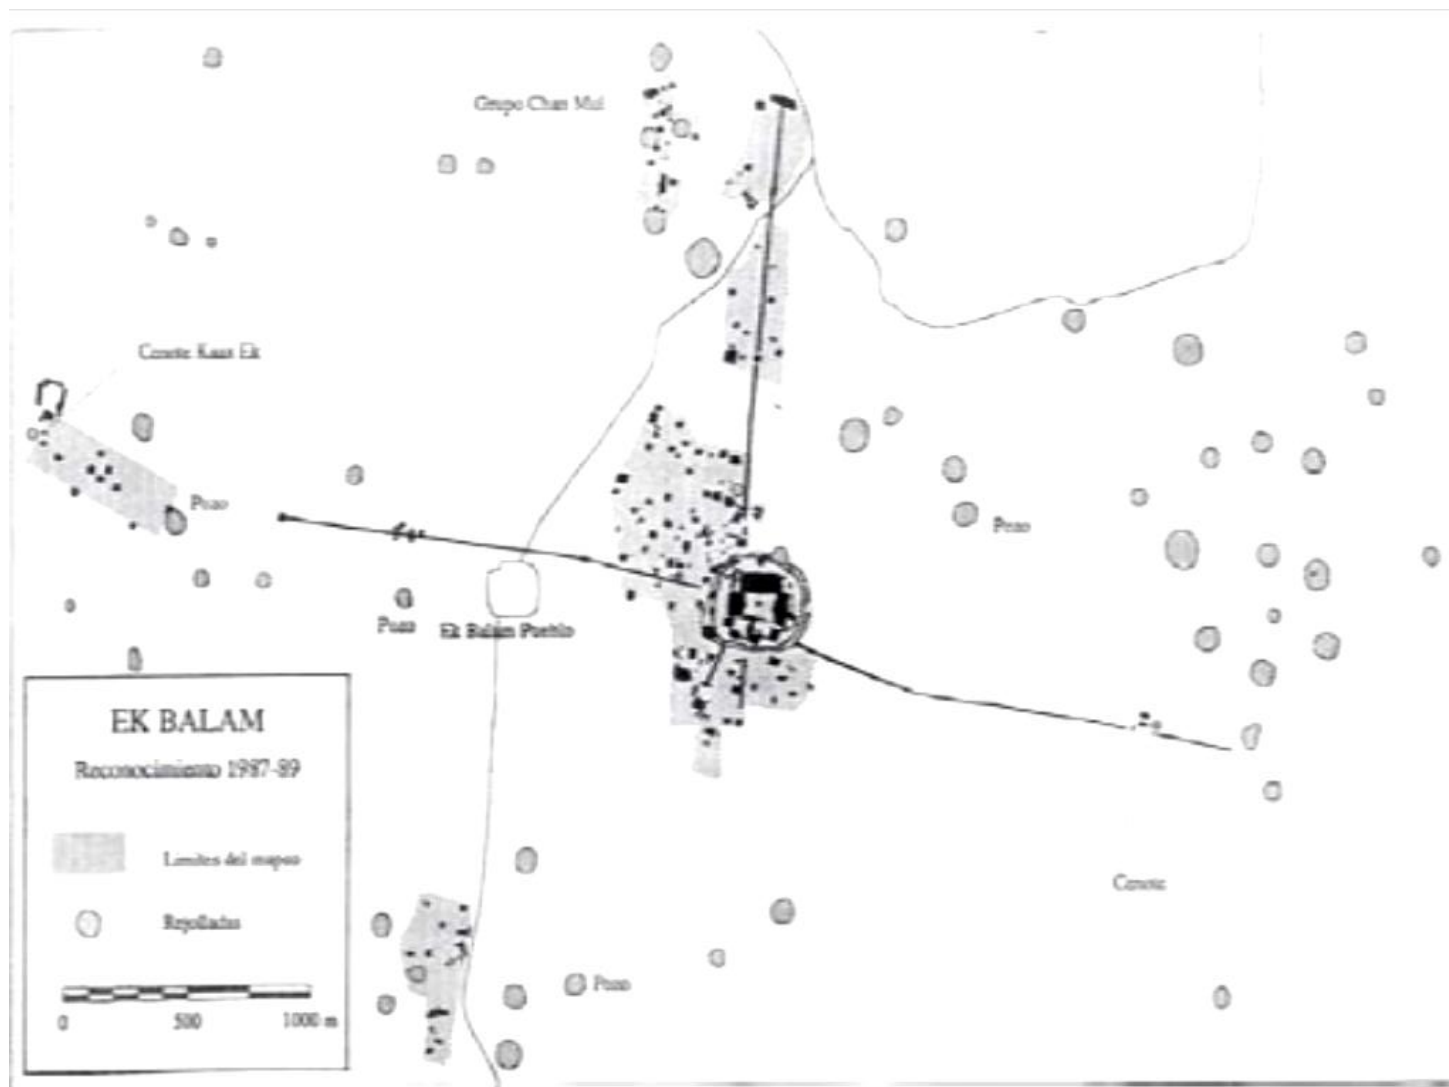 Grupo Chan Mul
Cenote Kaax Ek
Pozo
Pozo
Pozo
Ek Balam Pueblo
EK BALAM
Reconocimiento 1987-89
Limites del mapeo
Rejolladas
0 500 1000 m
Cenote
Pozo